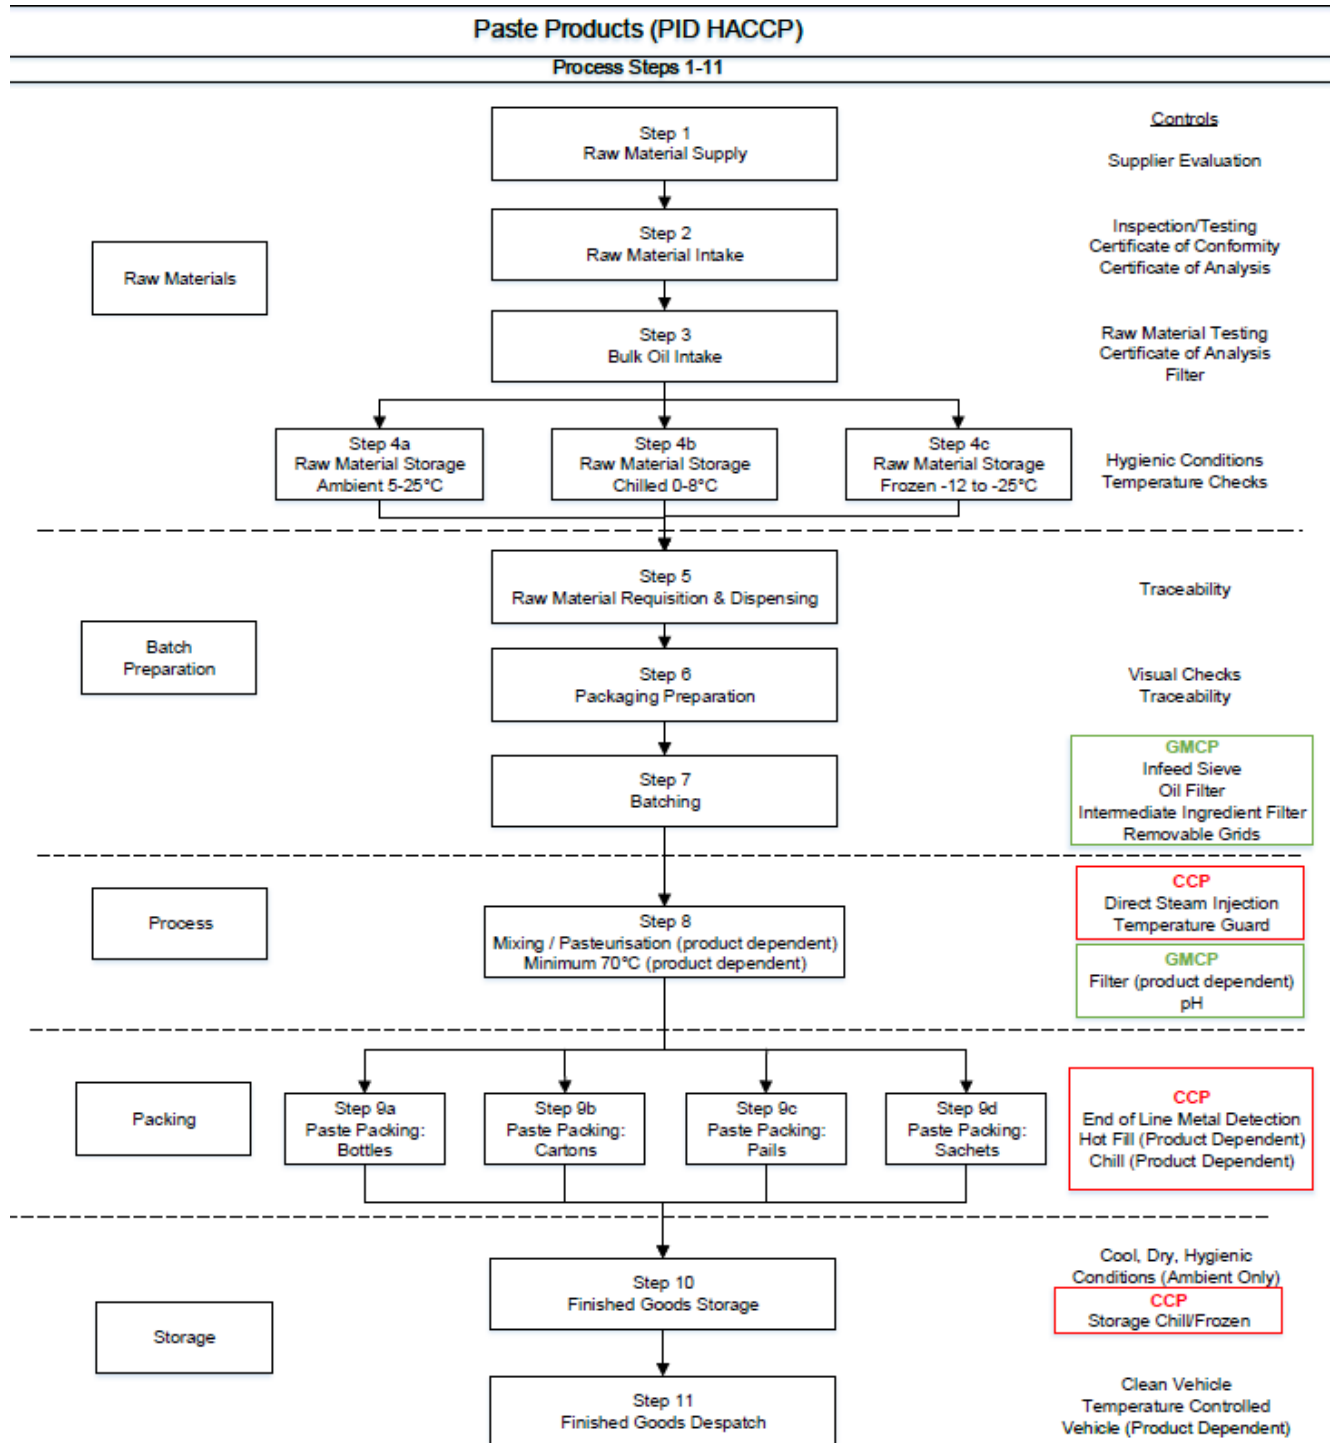 Paste Products (PID HACCP)
Process Steps 1-11
Controls
Step 1
Raw Material Supply
Supplier Evaluation
Raw Materials
Step 2
Raw Material Intake
Inspection/Testing
Certificate of Conformity
Certificate of Analysis
Step 3
Bulk Oil Intake
Raw Material Testing
Certificate of Analysis
Filter
Step 4a
Raw Material Storage
Ambient 5-25°C
Step 4b
Raw Material Storage
Chilled 0-8°C
Step 4c
Raw Material Storage
Frozen -12 to -25°C
Hygienic Conditions
Temperature Checks
Batch
Preparation
Step 5
Raw Material Requisition & Dispensing
Traceability
Step 6
Packaging Preparation
Visual Checks
Traceability
Step 7
Batching
GMCP
Infeed Sieve
Oil Filter
Intermediate Ingredient Filter
Removable Grids
Process
Step 8
Mixing / Pasteurisation (product dependent)
Minimum 70°C (product dependent)
CCP
Direct Steam Injection
Temperature Guard
GMCP
Filter (product dependent)
pH
Packing
Step 9a
Paste Packing:
Bottles
Step 9b
Paste Packing:
Cartons
Step 9c
Paste Packing:
Pails
Step 9d
Paste Packing:
Sachets
CCP
End of Line Metal Detection
Hot Fill (Product Dependent)
Chill (Product Dependent)
Storage
Step 10
Finished Goods Storage
Cool, Dry, Hygienic
Conditions (Ambient Only)
CCP
Storage Chill/Frozen
Step 11
Finished Goods Despatch
Clean Vehicle
Temperature Controlled
Vehicle (Product Dependent)